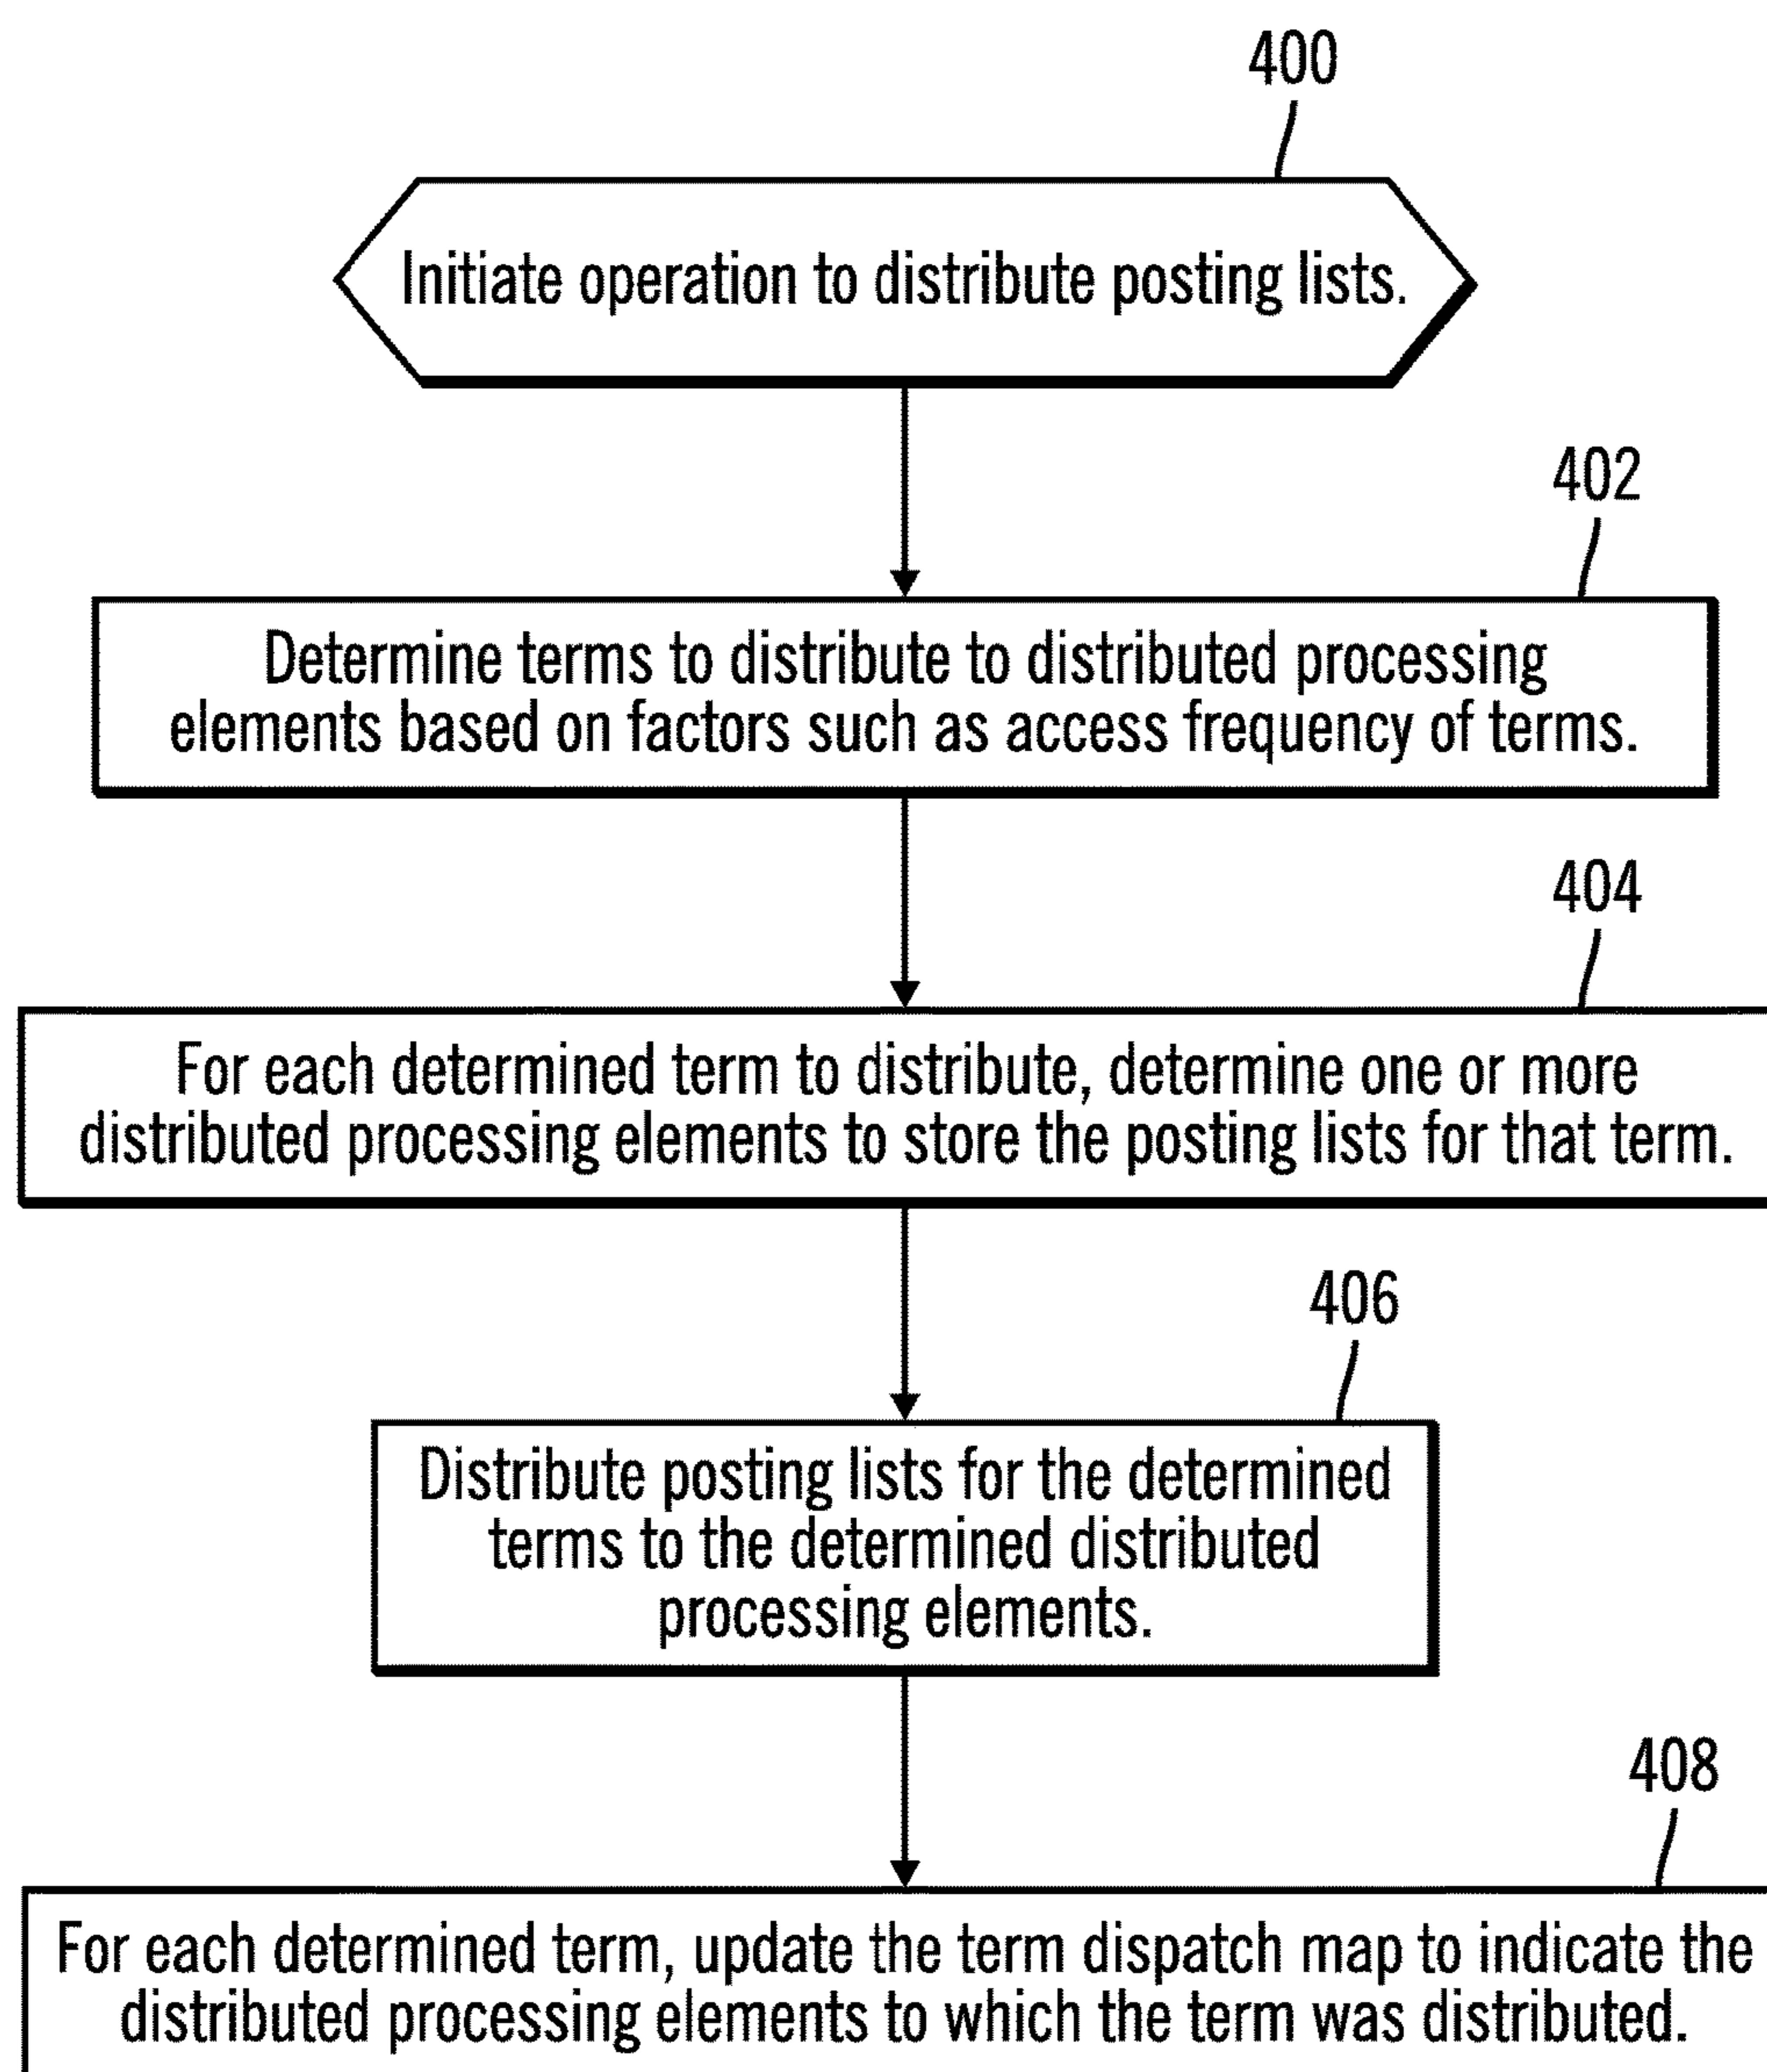 400
Initiate operation to distribute posting lists.
402
Determine terms to distribute to distributed processing
elements based on factors such as access frequency of terms.
404
For each determined term to distribute, determine one or more
distributed processing elements to store the posting lists for that term.
406
Distribute posting lists for the determined
terms to the determined distributed
processing elements.
408
For each determined term, update the term dispatch map to indicate the
distributed processing elements to which the term was distributed.